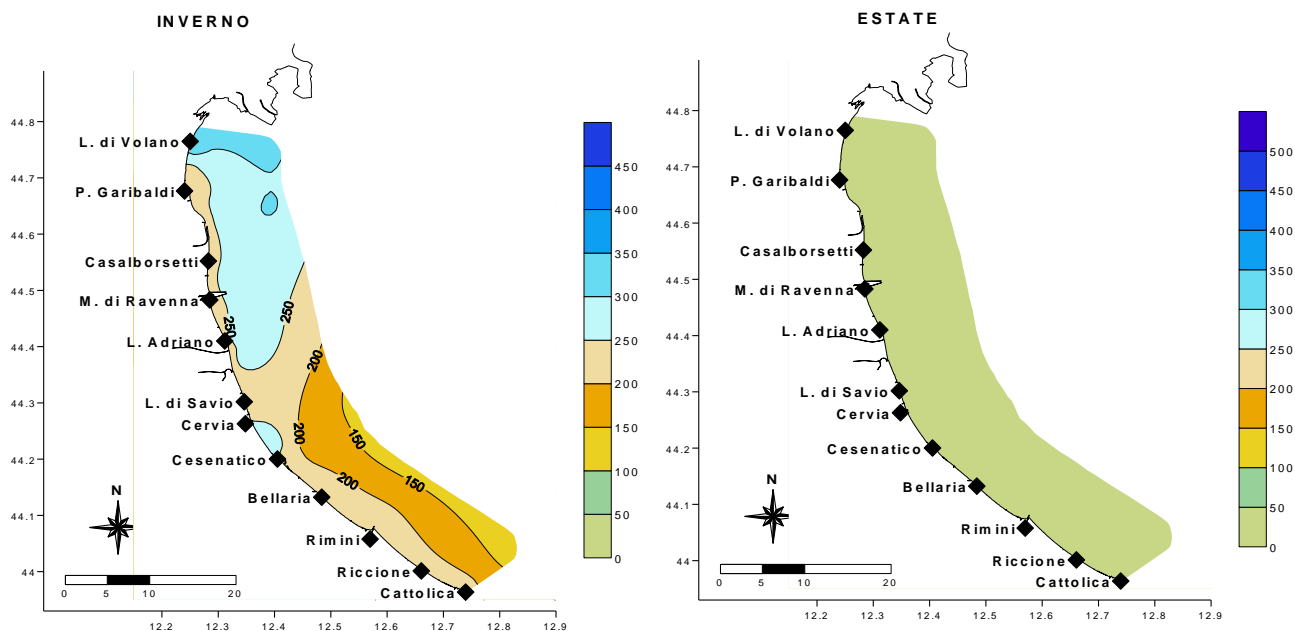 INVERNO
44.8
44.7
44.6
44.5
44.4
44.3
44.2
44.1
44
L. di Volano
P. Garibaldi
Casalborsetti
M. di Ravenna
L. Adriano
L. di Savio
Cervia
Cesenatico
Bellaria
Rimini
Riccione
Cattolica
250
250
200
200
200
150
150
N
0 5 10 20
12.2 12.3 12.4 12.5 12.6 12.7 12.8 12.9
450
400
350
300
250
200
150
100
50
0
ESTATE
44.8
44.7
44.6
44.5
44.4
44.3
44.2
44.1
44
L. di Volano
P. Garibaldi
Casalborsetti
M. di Ravenna
L. Adriano
L. di Savio
Cervia
Cesenatico
Bellaria
Rimini
Riccione
Cattolica
N
0 5 10 20
12.2 12.3 12.4 12.5 12.6 12.7 12.8 12.9
500
450
400
350
300
250
200
150
100
50
0